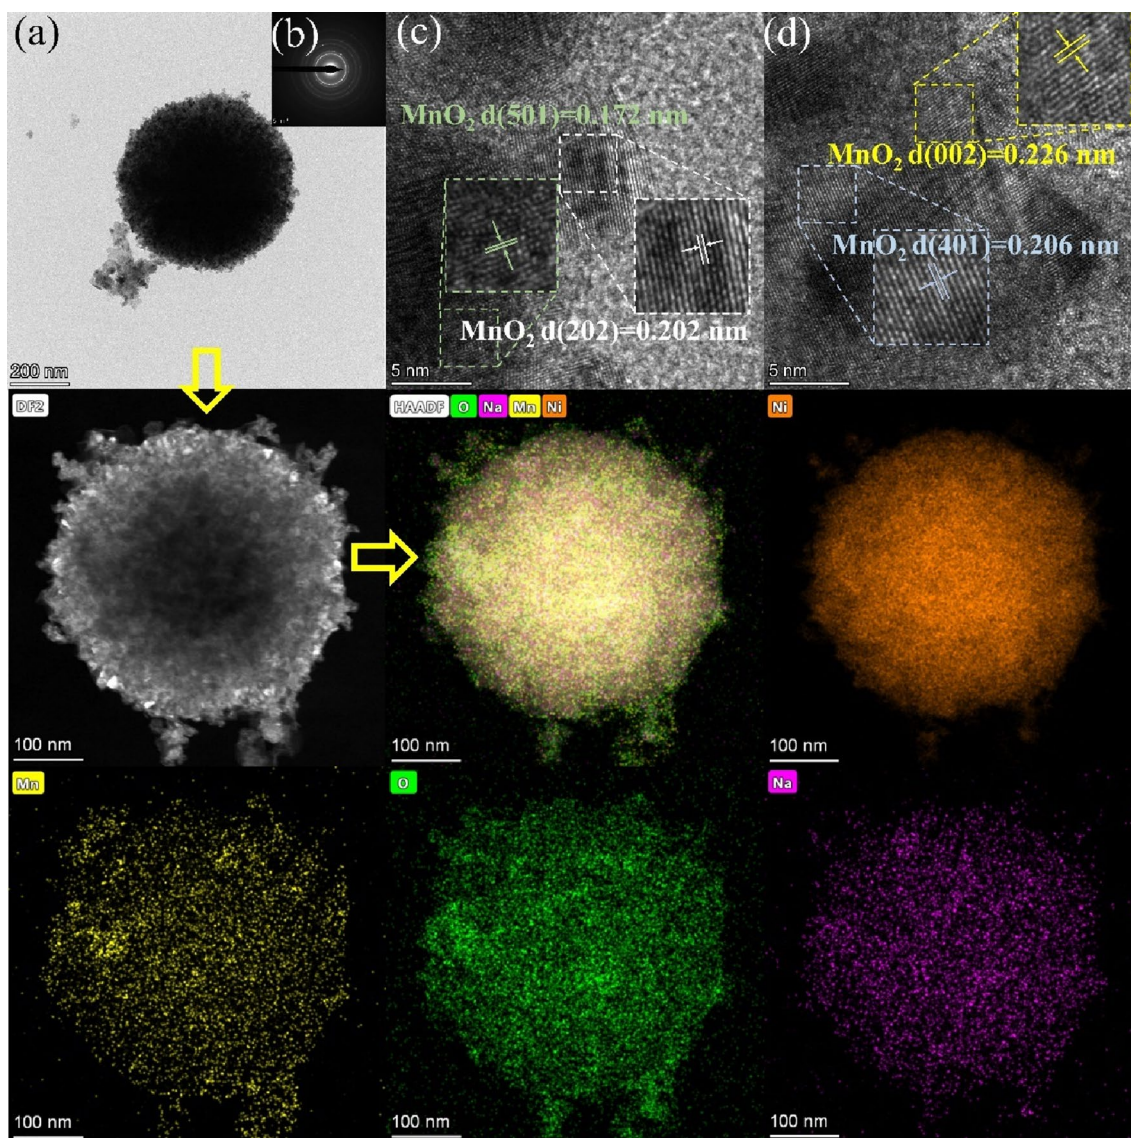 (a)
(b)
(c)
(d)
MnO₂ d(501)=0.172 nm
MnO₂ d(002)=0.226 nm
MnO₂ d(401)=0.206 nm
MnO₂ d(202)=0.202 nm
200 nm
5 nm
5 nm
DF2
HAADF O Na Mn Ni
Ni
100 nm
100 nm
100 nm
Mn
O
Na
100 nm
100 nm
100 nm